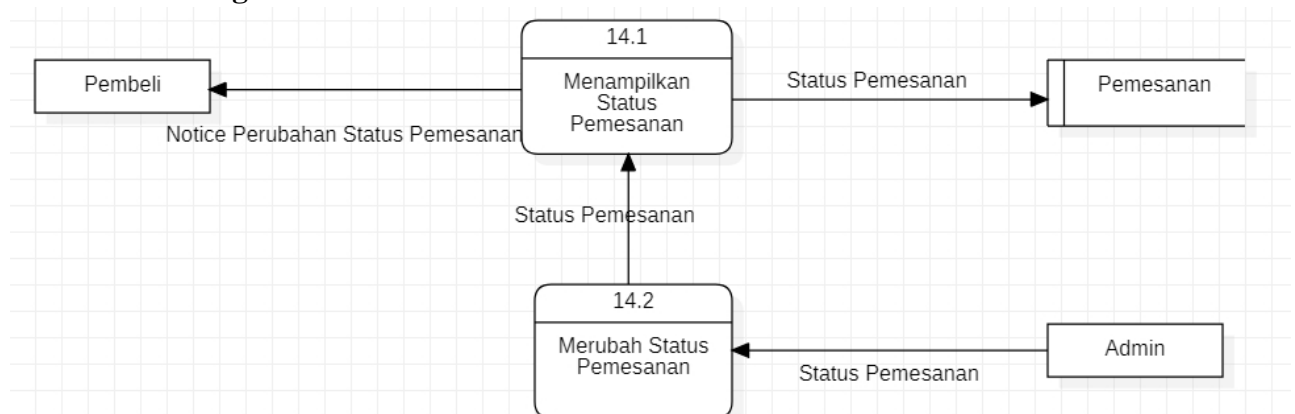 14.1
Pembeli
Menampilkan
Status
Pemesanan
Status Pemesanan
Pemesanan
Notice Perubahan Status Pemesanan
Status Pemesanan
14.2
Merubah Status
Pemesanan
Admin
Status Pemesanan